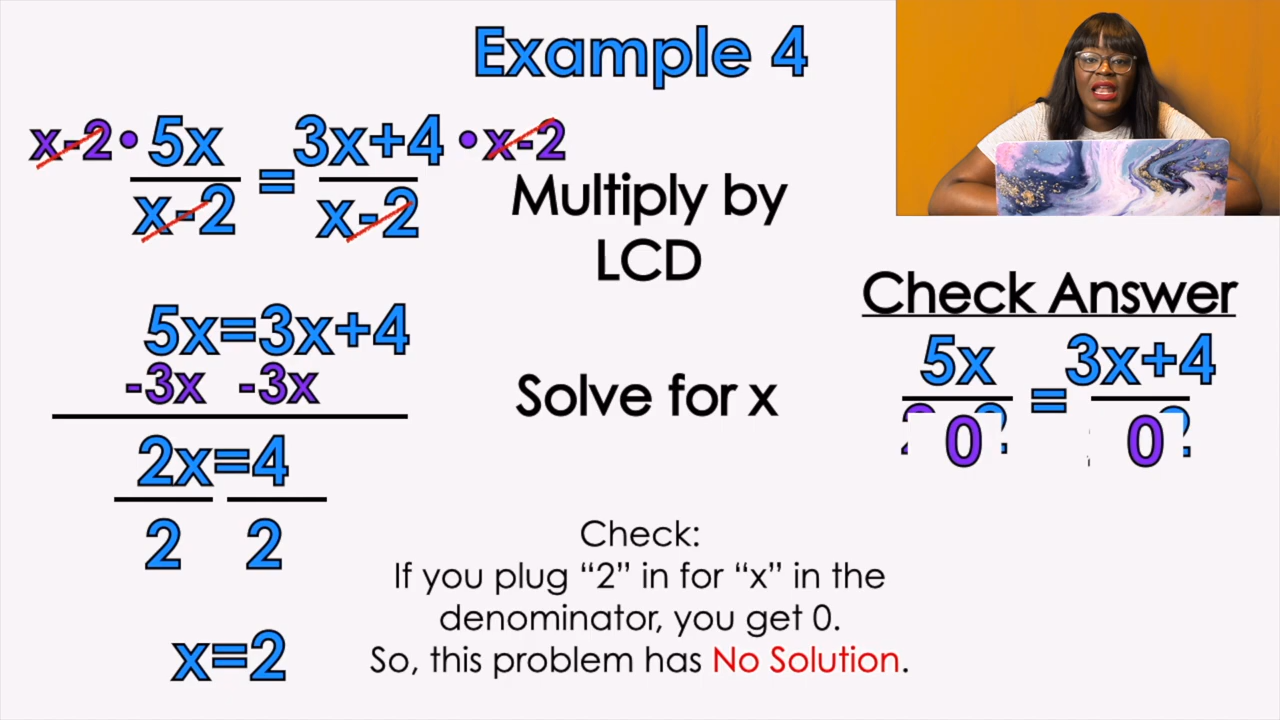 Example 4
x-2•5x = 3x+4•x-2
x-2 x-2
Multiply by
LCD
5x=3x+4
-3x -3x
Solve for x
2x=4
2 2
x=2
Check:
If you plug “2” in for “x” in the
denominator, you get 0.
So, this problem has No Solution.
Check Answer
5x = 3x+4
0 0